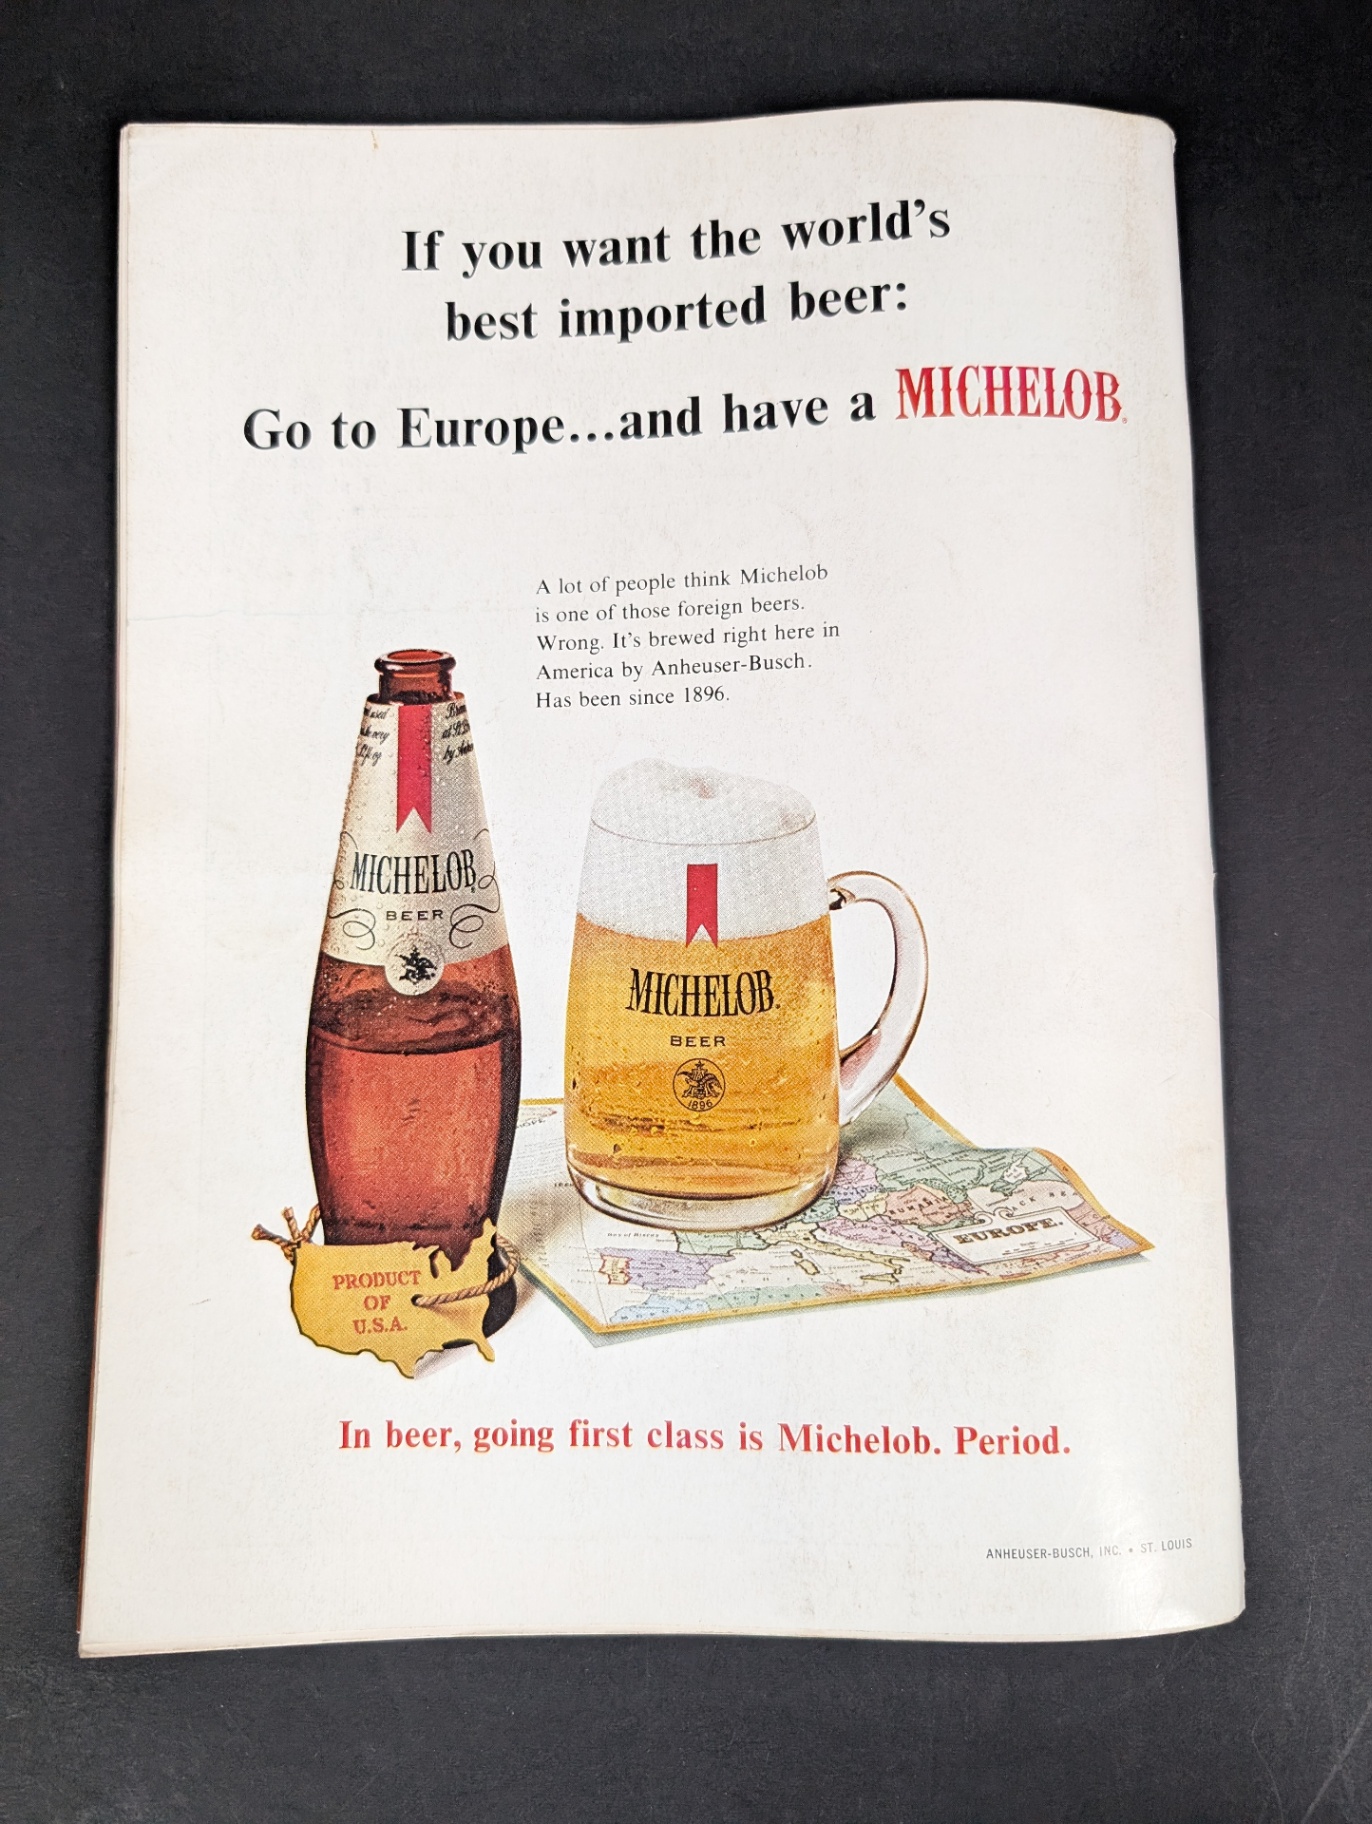 If you want the world's
best imported beer:
Go to Europe...and have a MICHELOB®
A lot of people think Michelob
is one of those foreign beers.
Wrong. It's brewed right here in
America by Anheuser-Busch.
Has been since 1896.
MICHELOB®
BEER
MICHELOB®
BEER
1896
EUROPE.
RUMANIA
PRODUCT
OF
U.S.A.
In beer, going first class is Michelob. Period.
ANHEUSER-BUSCH, INC. • ST. LOUIS